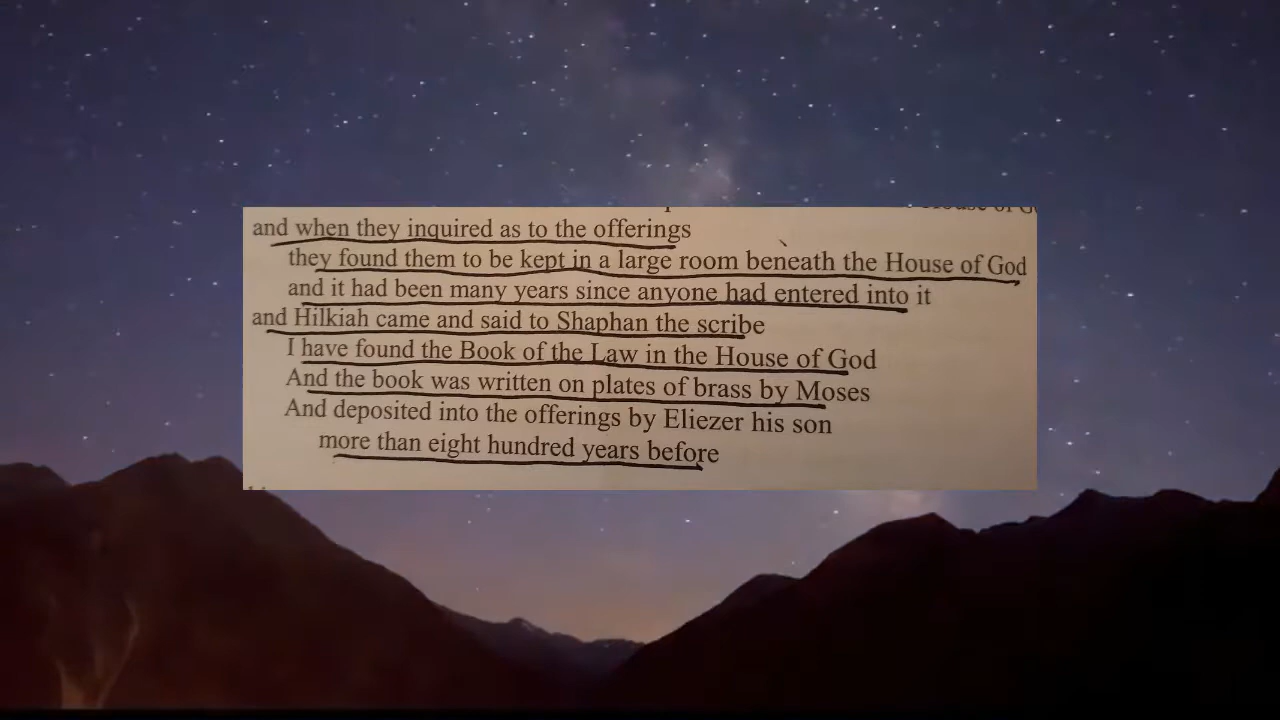 and when they inquired as to the offerings
they found them to be kept in a large room beneath the House of God
and it had been many years since anyone had entered into it
and Hilkiah came and said to Shaphan the scribe
I have found the Book of the Law in the House of God
And the book was written on plates of brass by Moses
And deposited into the offerings by Eliezer his son
more than eight hundred years before